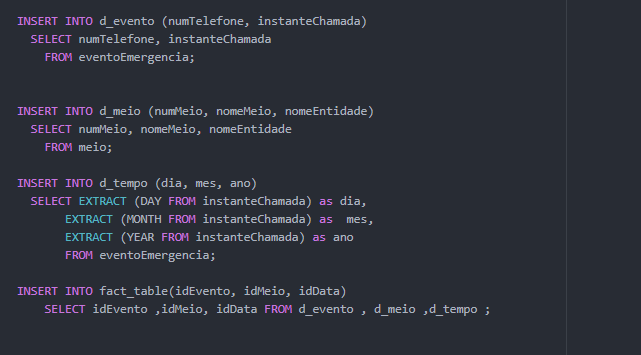 INSERT INTO d_evento (numTelefone, instanteChamada)
SELECT numTelefone, instanteChamada
FROM eventoEmergencia;
INSERT INTO d_meio (numMeio, nomeMeio, nomeEntidade)
SELECT numMeio, nomeMeio, nomeEntidade
FROM meio;
INSERT INTO d_tempo (dia, mes, ano)
SELECT EXTRACT (DAY FROM instanteChamada) as dia,
EXTRACT (MONTH FROM instanteChamada) as  mes,
EXTRACT (YEAR FROM instanteChamada) as ano
FROM eventoEmergencia;
INSERT INTO fact_table(idEvento, idMeio, idData)
SELECT idEvento ,idMeio, idData FROM d_evento , d_meio ,d_tempo ;